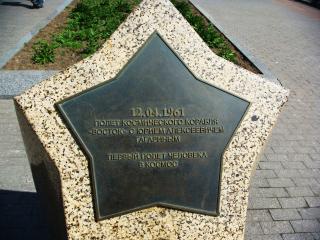 12.04.1961
ПОЛЕТ КОСМИЧЕСКОГО КОРАБЛЯ
«ВОСТОК» С ЮРИЕМ АЛЕКСЕЕВИЧЕМ
ГАГАРИНЫМ
ПЕРВЫЙ ПОЛЕТ ЧЕЛОВЕКА
В КОСМОС